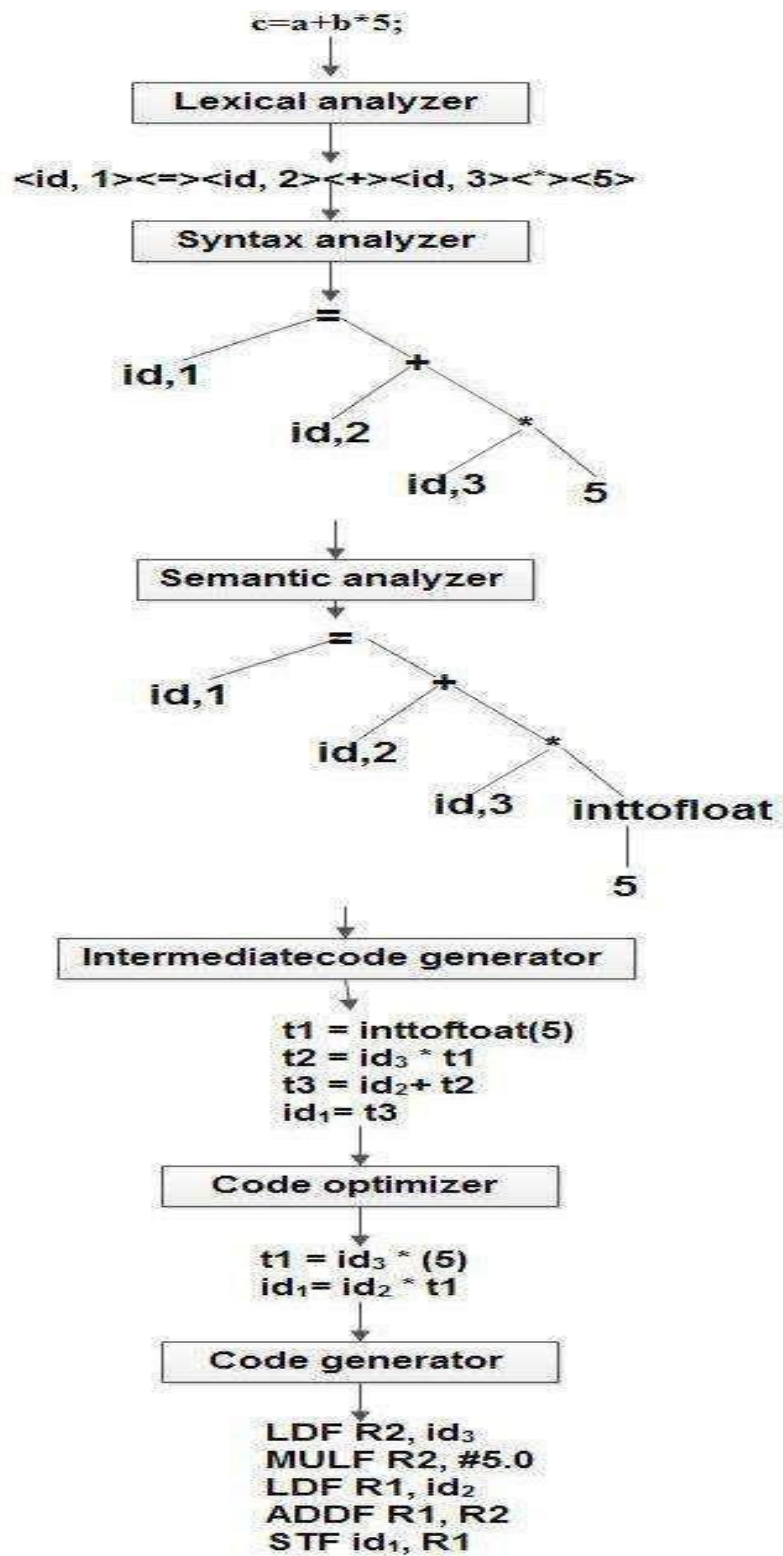 c=a+b*5;
Lexical analyzer
<id, 1><=><id, 2><+><id, 3><*><5>
Syntax analyzer
=
id,1
+
id,2
*
id,3
5
Semantic analyzer
=
id,1
+
id,2
*
id,3
inttofloat
5
Intermediatecode generator
t1 = inttoftoat(5)
t2 = id₃ * t1
t3 = id₂+ t2
id₁= t3
Code optimizer
t1 = id₃ * (5)
id₁= id₂ * t1
Code generator
LDF R2, id₃
MULF R2, #5.0
LDF R1, id₂
ADDF R1, R2
STF id₁, R1